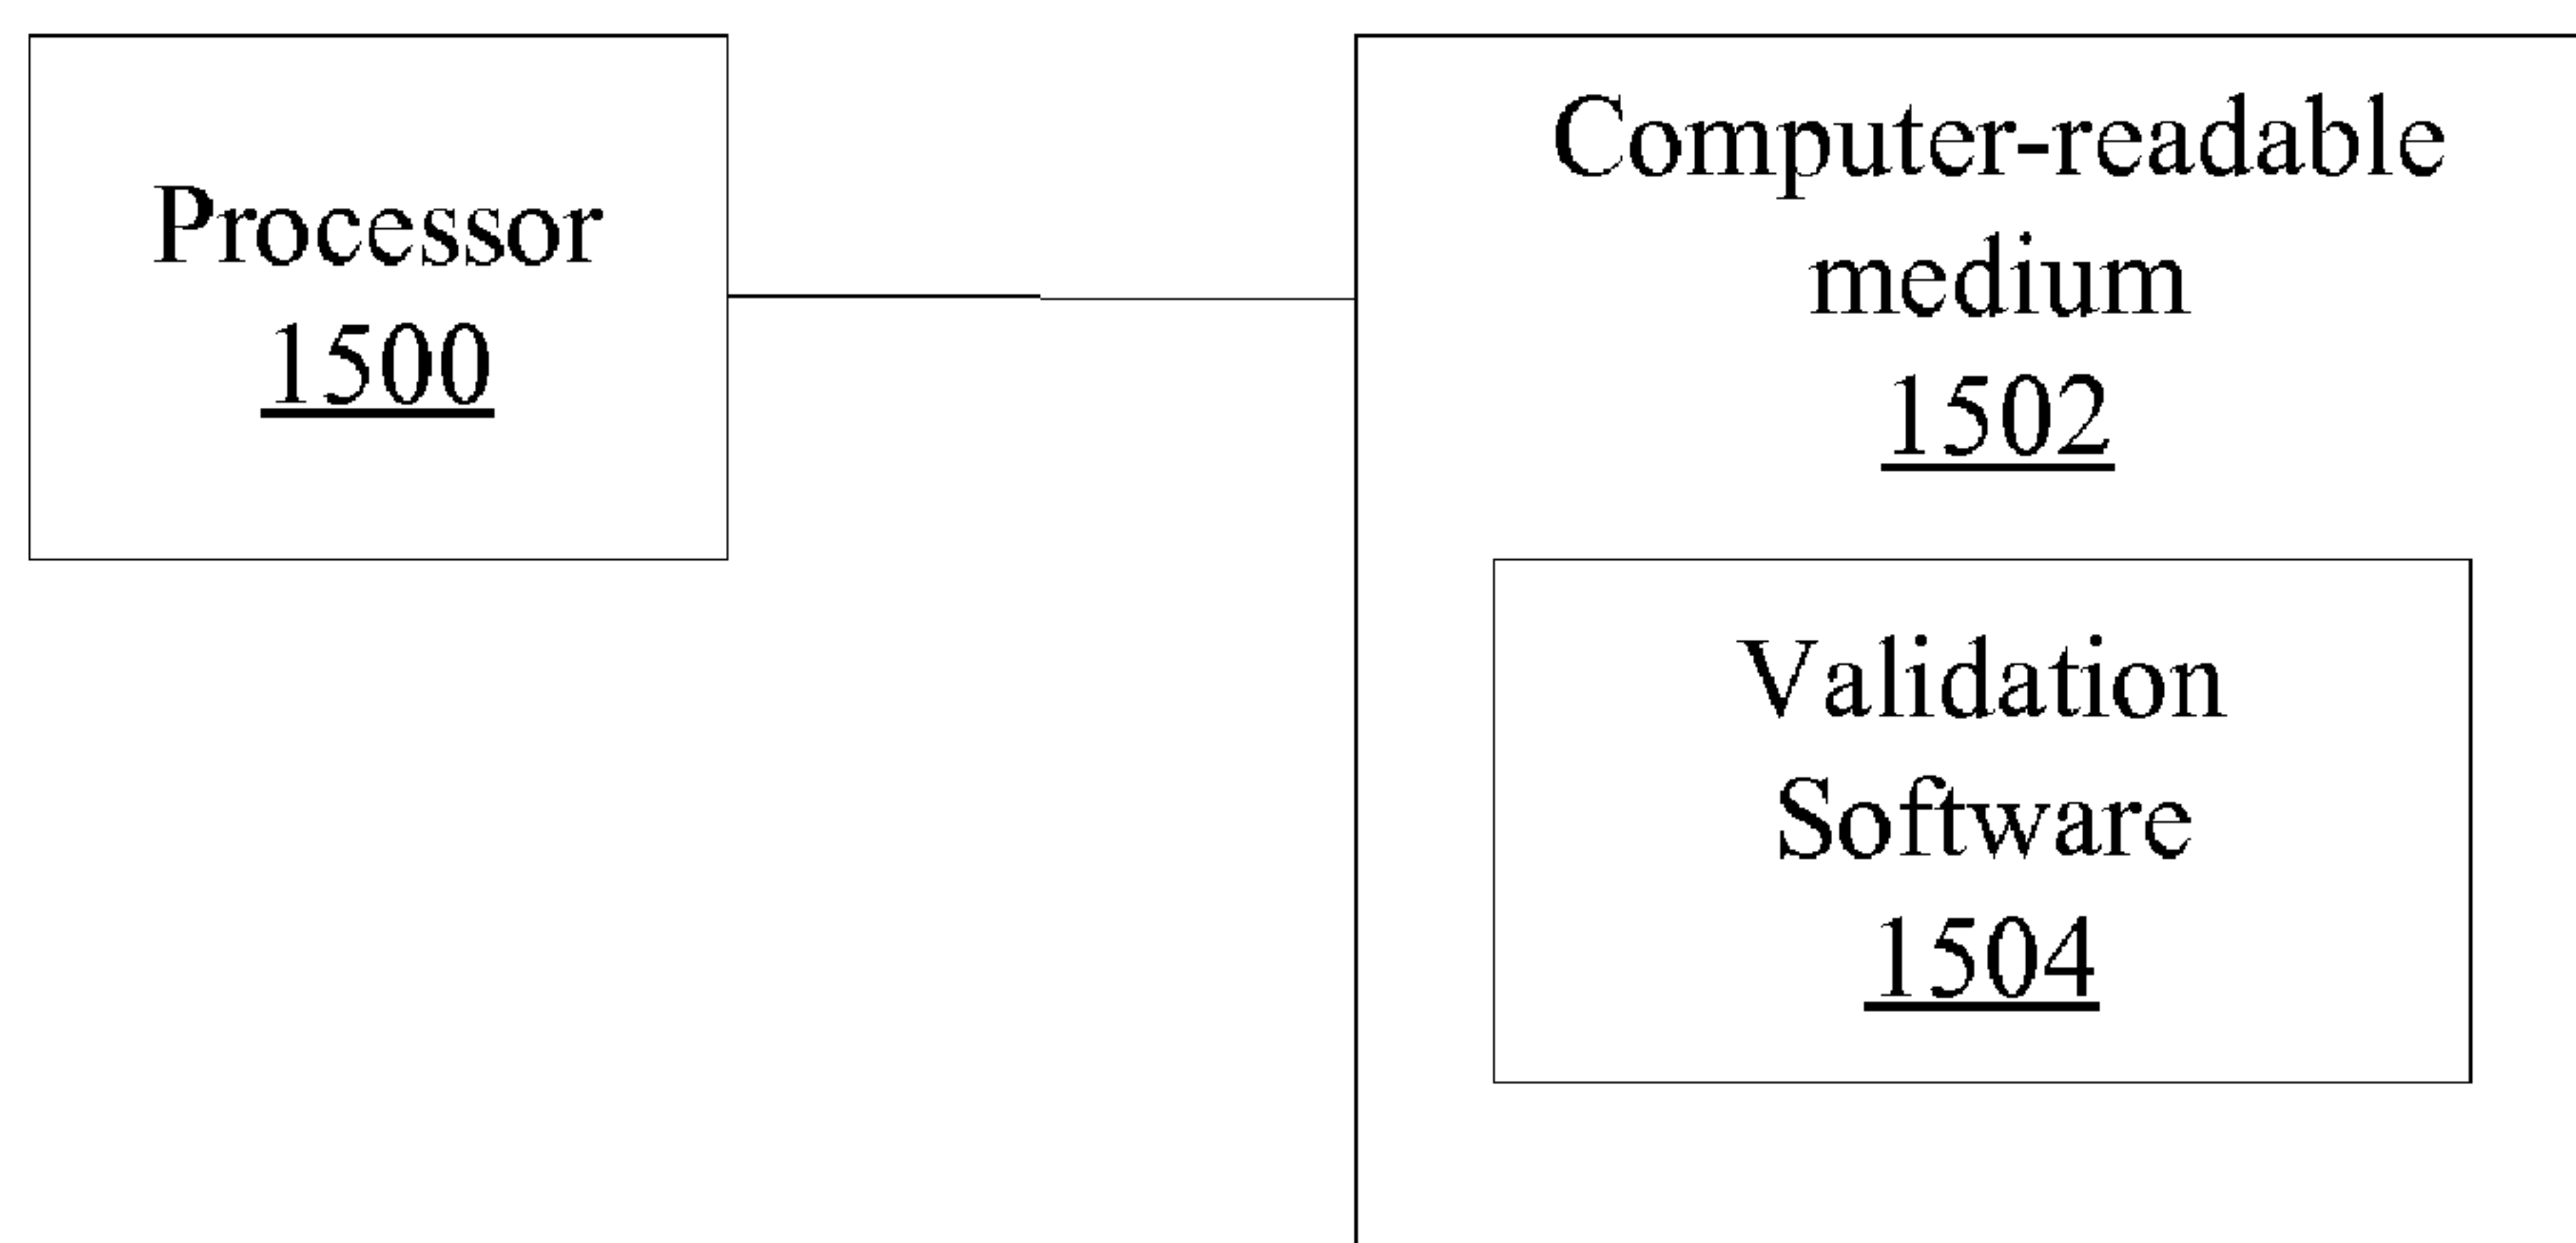 Processor
1500
Computer-readable
medium
1502
Validation
Software
1504